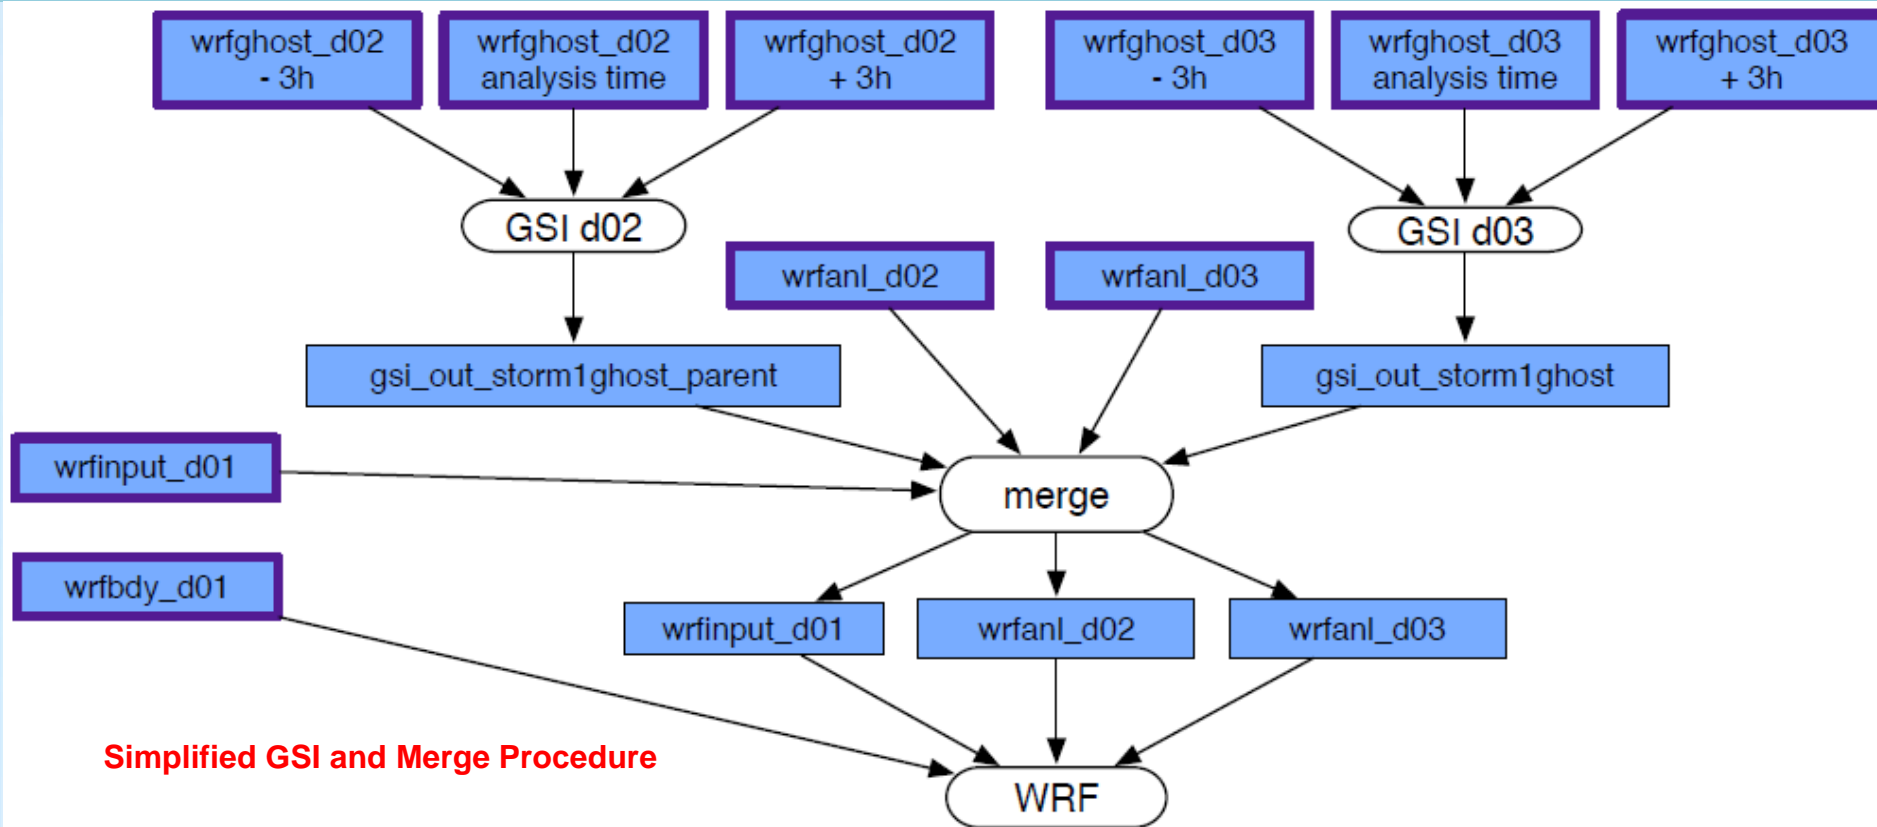 wrfghost_d02
- 3h
wrfghost_d02
analysis time
wrfghost_d02
+ 3h
wrfghost_d03
- 3h
wrfghost_d03
analysis time
wrfghost_d03
+ 3h
GSI d02
GSI d03
wrfanl_d02
wrfanl_d03
gsi_out_storm1ghost_parent
gsi_out_storm1ghost
wrfinput_d01
merge
wrfbdy_d01
wrfinput_d01
wrfanl_d02
wrfanl_d03
Simplified GSI and Merge Procedure
WRF